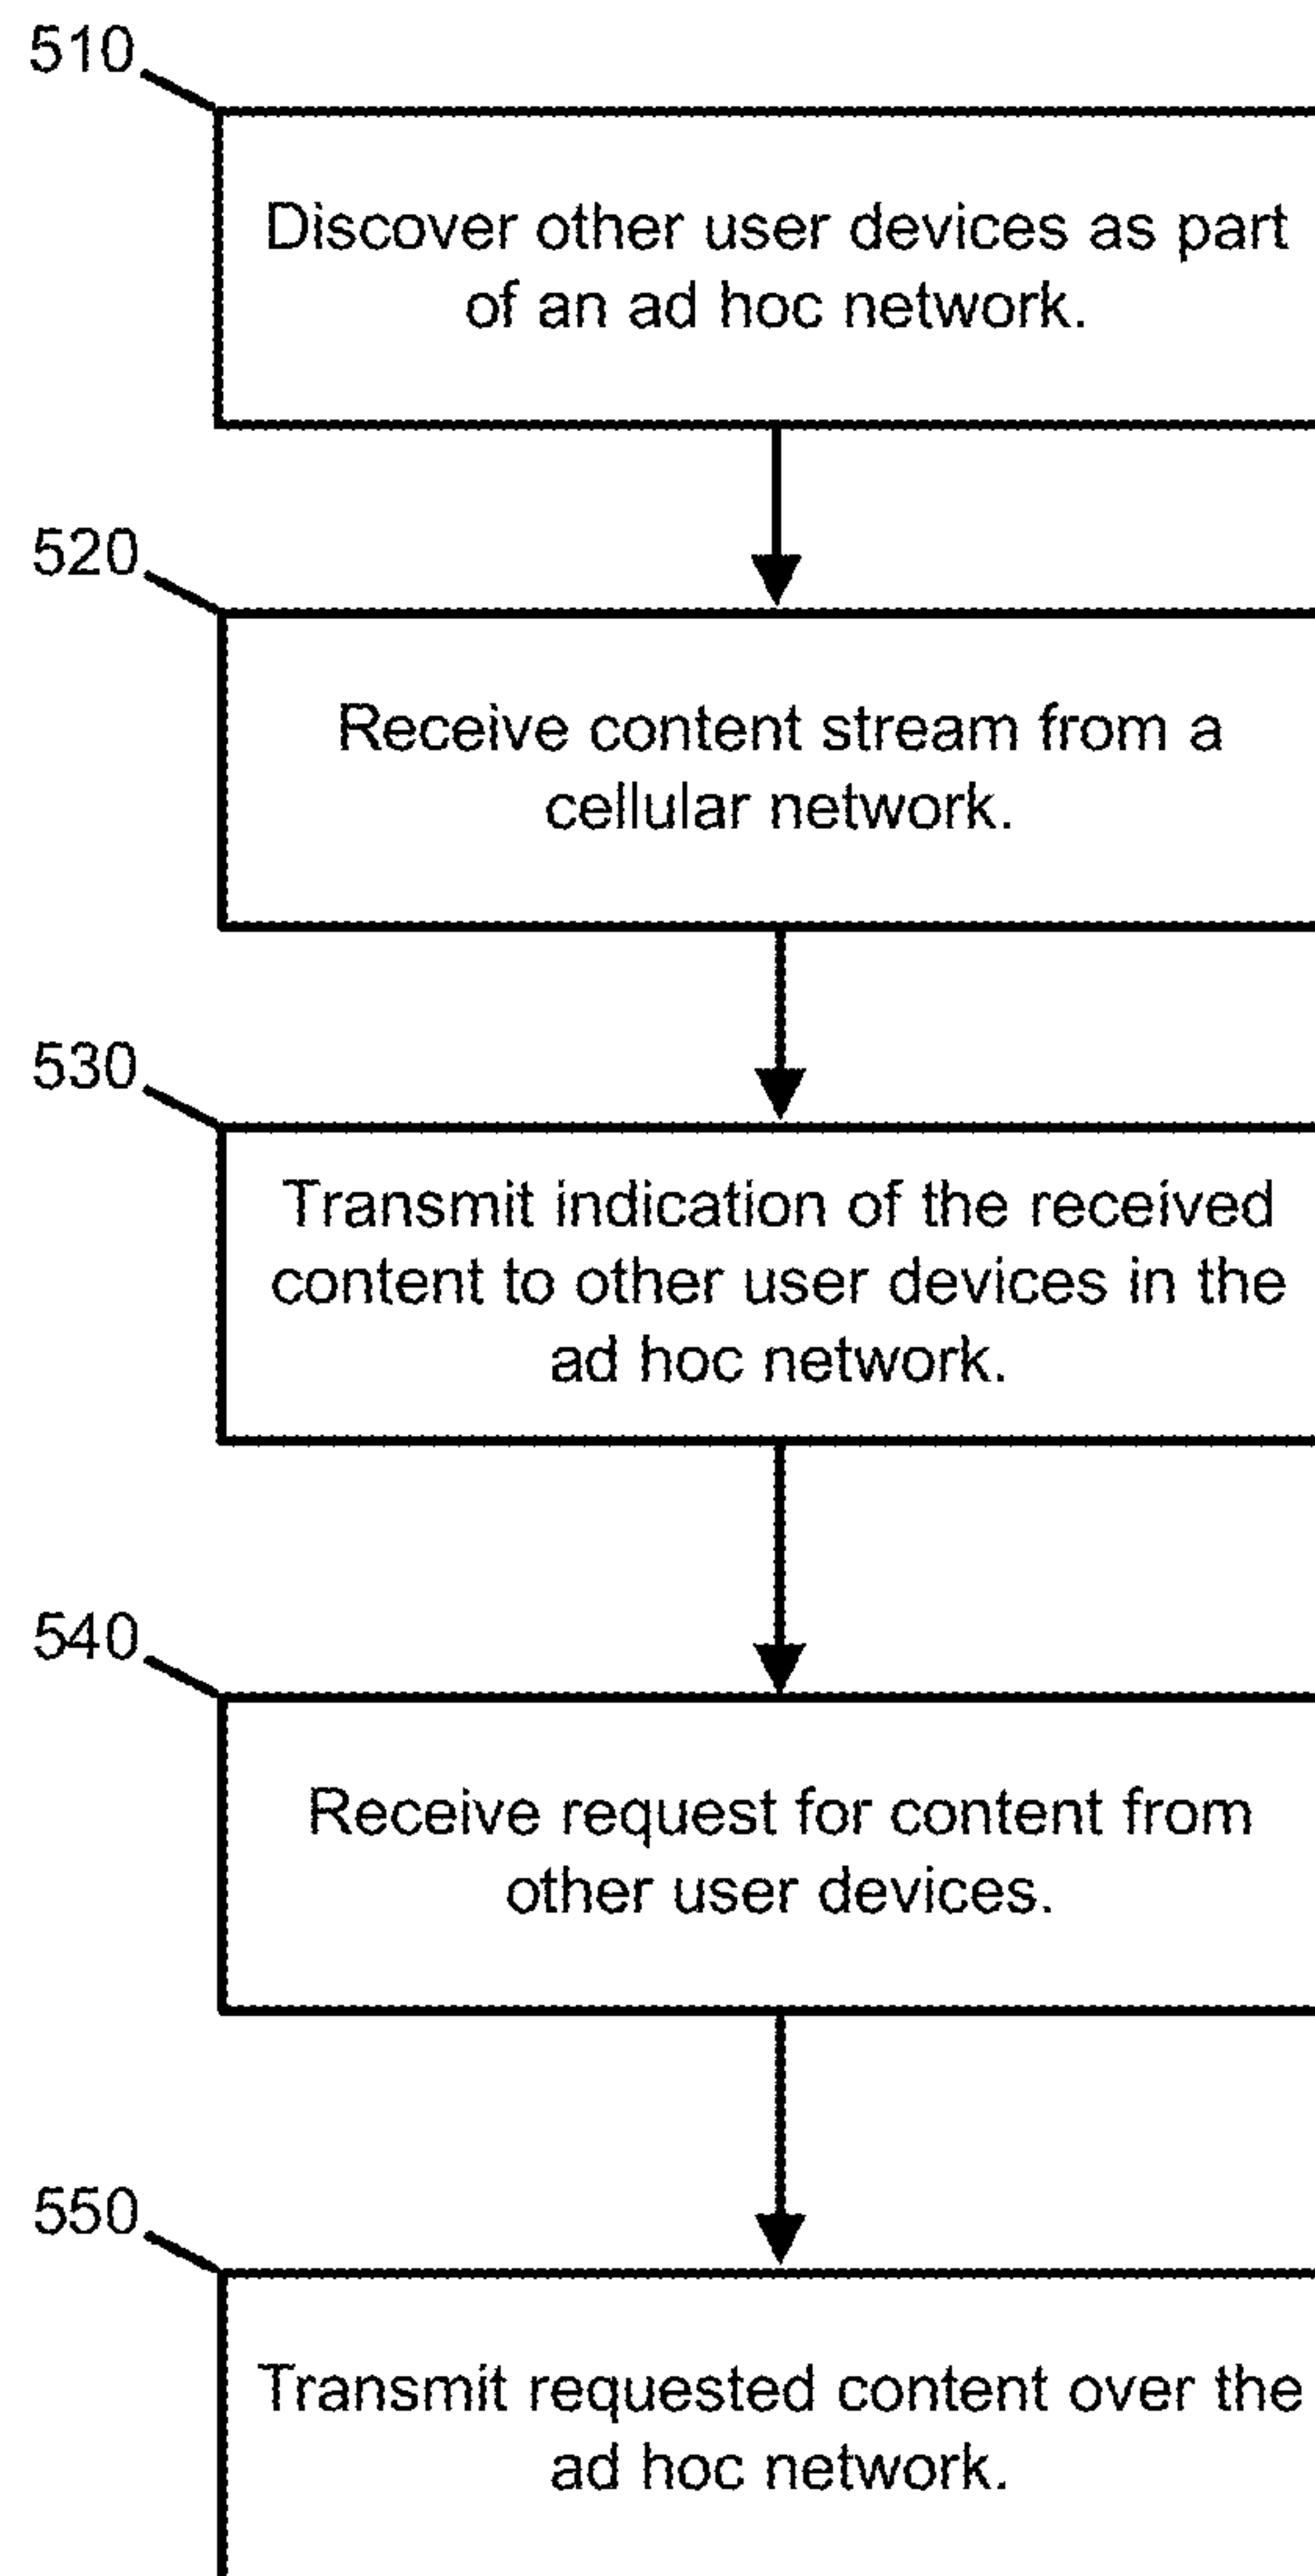 510
Discover other user devices as part
of an ad hoc network.
520
Receive content stream from a
cellular network.
530
Transmit indication of the received
content to other user devices in the
ad hoc network.
540
Receive request for content from
other user devices.
550
Transmit requested content over the
ad hoc network.